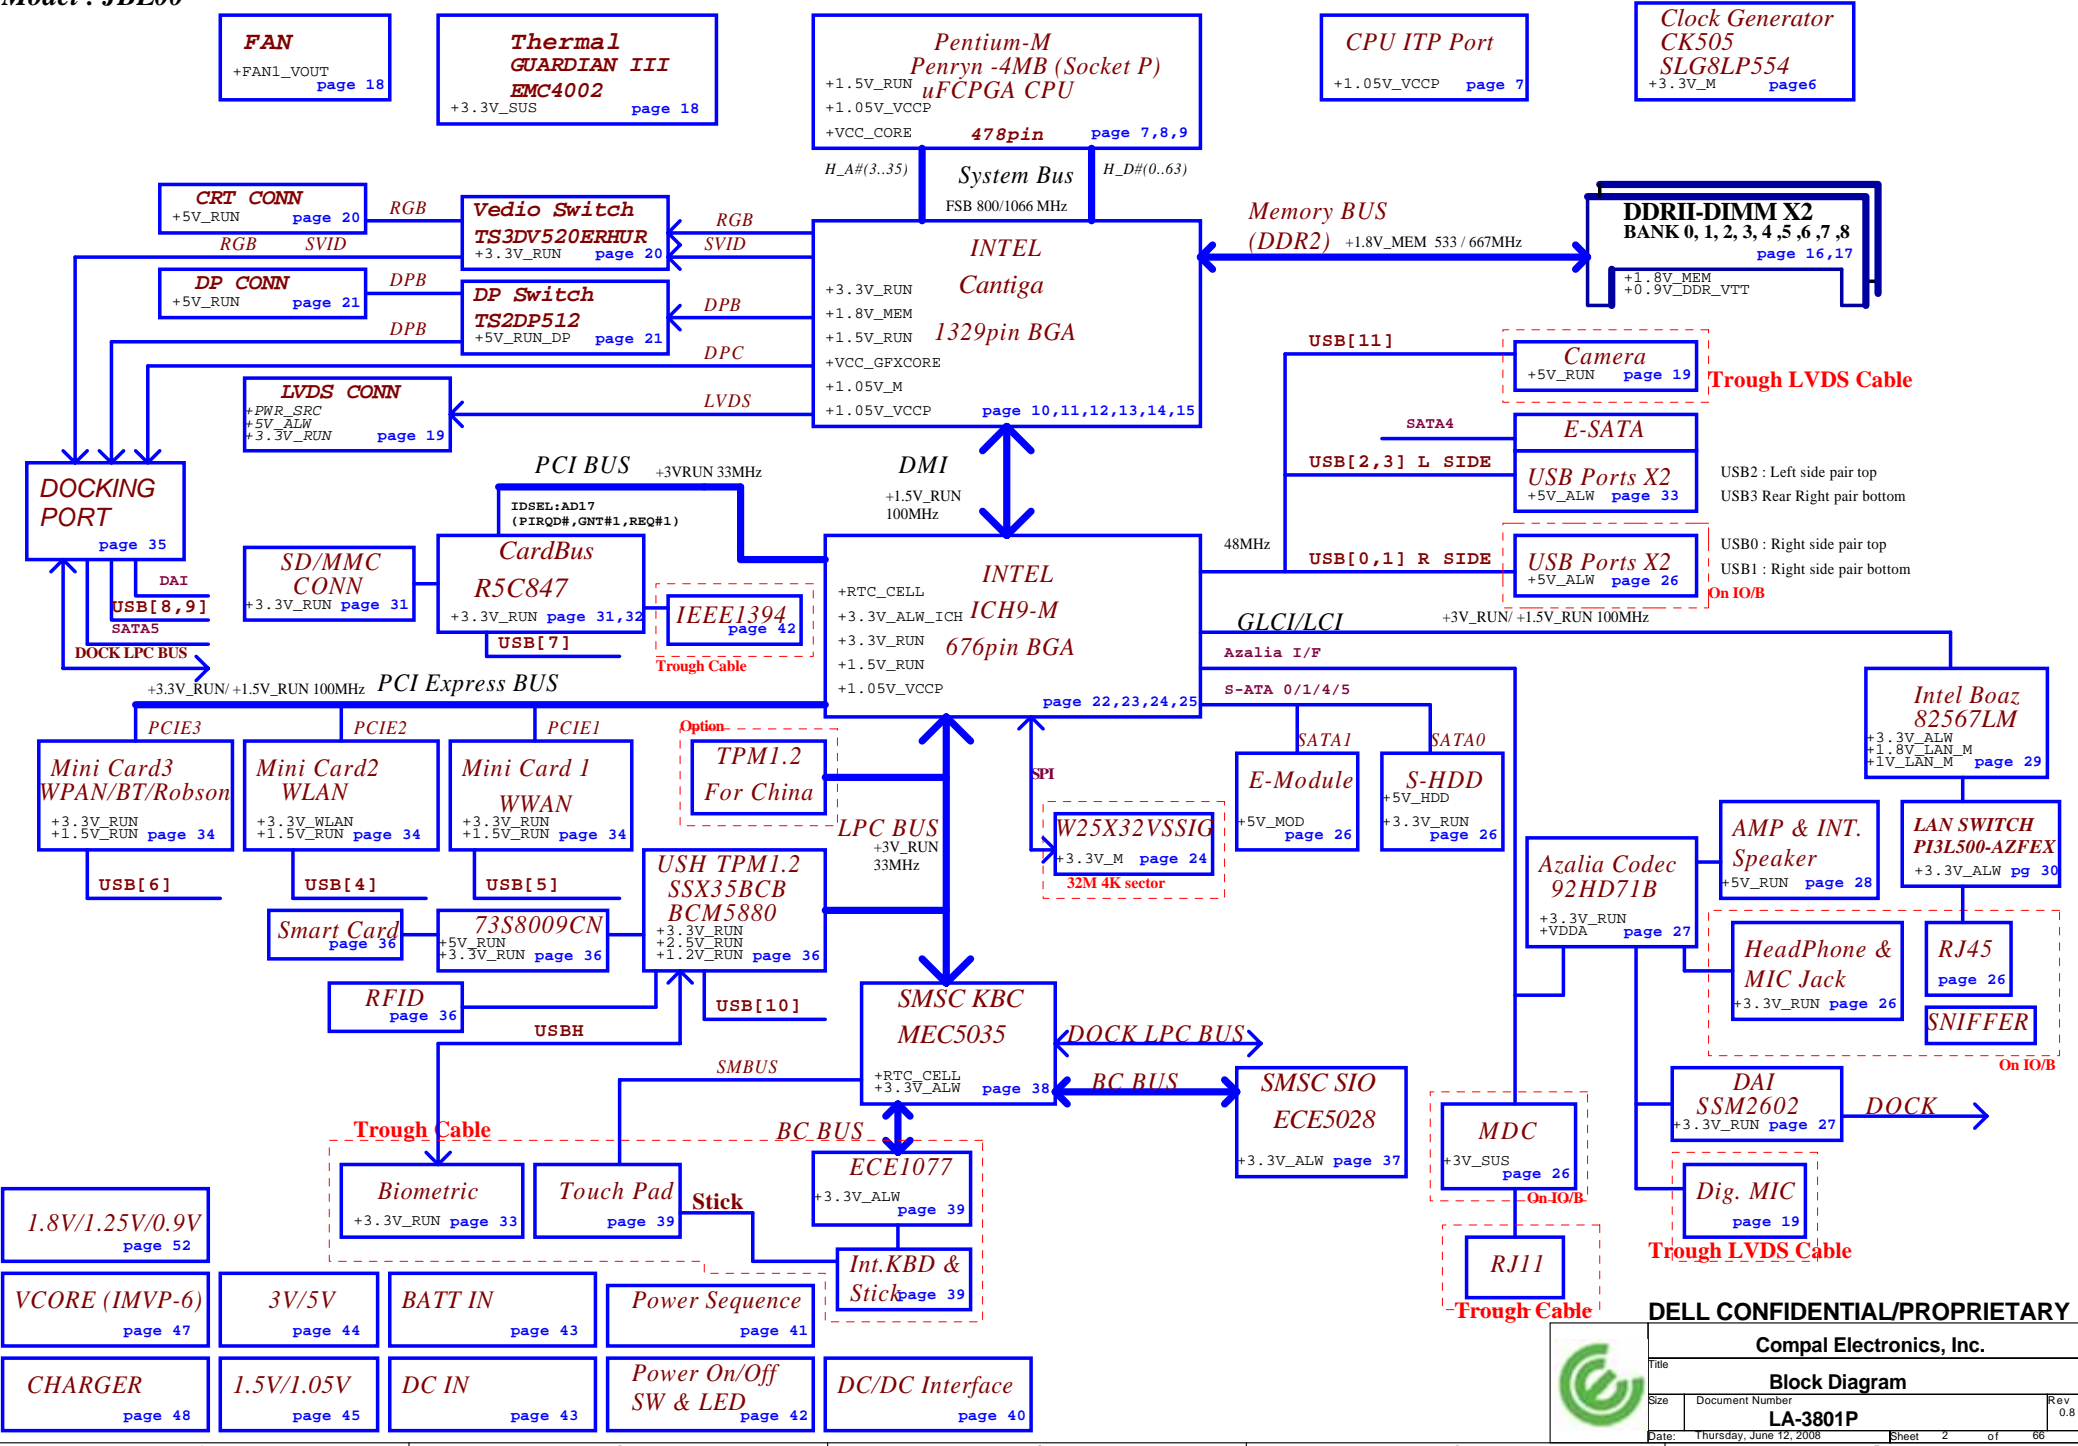 FAN
+FAN1_VOUT
page 18
Thermal
GUARDIAN III
EMC4002
+3.3V_SUS
page 18
Pentium-M
Penryn -4MB (Socket P)
uFCPGA CPU
+1.5V_RUN
+1.05V_VCCP
+VCC_CORE
478pin
page 7,8,9
CPU ITP Port
+1.05V_VCCP
page 7
Clock Generator
CK505
SLG8LP554
+3.3V_M
page6
H_A#(3..35)
System Bus
H_D#(0..63)
FSB 800/1066 MHz
CRT CONN
+5V_RUN
page 20
RGB
Vedio Switch
TS3DV520ERHUR
+3.3V_RUN
page 20
RGB
SVID
RGB
SVID
DP CONN
+5V_RUN
page 21
DPB
DP Switch
TS2DP512
+5V_RUN_DP
page 21
DPB
DPB
DPC
LVDS CONN
+PWR_SRC
+5V_ALW
+3.3V_RUN
page 19
LVDS
INTEL
Cantiga
1329pin BGA
+3.3V_RUN
+1.8V_MEM
+1.5V_RUN
+VCC_GFXCORE
+1.05V_M
+1.05V_VCCP
page 10,11,12,13,14,15
Memory BUS
(DDR2)
+1.8V_MEM 533 / 667MHz
DDRII-DIMM X2
BANK 0, 1, 2, 3, 4 ,5 ,6 ,7 ,8
page 16,17
+1.8V_MEM
+0.9V_DDR_VTT
USB[11]
Camera
+5V_RUN
page 19
Trough LVDS Cable
SATA4
E-SATA
USB[2,3] L SIDE
USB Ports X2
+5V_ALW
page 33
USB2 : Left side pair top
USB3 Rear Right pair bottom
48MHz
USB[0,1] R SIDE
USB Ports X2
+5V_ALW
page 26
On IO/B
USB0 : Right side pair top
USB1 : Right side pair bottom
DOCKING
PORT
page 35
DAI
USB[8,9]
SATA5
DOCK LPC BUS
PCI BUS
+3VRUN 33MHz
IDSEL:AD17
(PIRQD#,GNT#1,REQ#1)
DMI
+1.5V_RUN
100MHz
SD/MMC
CONN
+3.3V_RUN
page 31
CardBus
R5C847
+3.3V_RUN
page 31,32
USB[7]
IEEE1394
page 42
Trough Cable
INTEL
ICH9-M
676pin BGA
+RTC_CELL
+3.3V_ALW_ICH
+3.3V_RUN
+1.5V_RUN
+1.05V_VCCP
page 22,23,24,25
GLCI/LCI
+3V_RUN/ +1.5V_RUN 100MHz
Azalia I/F
S-ATA 0/1/4/5
+3.3V_RUN/ +1.5V_RUN 100MHz
PCI Express BUS
PCIE3
PCIE2
PCIE1
Mini Card3
WPAN/BT/Robson
+3.3V_RUN
+1.5V_RUN
page 34
USB[6]
Mini Card2
WLAN
+3.3V_WLAN
+1.5V_RUN
page 34
USB[4]
Mini Card 1
WWAN
+3.3V_RUN
+1.5V_RUN
page 34
USB[5]
Option
TPM1.2
For China
LPC BUS
+3V_RUN
33MHz
SPI
W25X32VSSIG
+3.3V_M
page 24
32M 4K sector
SATA1
SATA0
E-Module
+5V_MOD
page 26
S-HDD
+5V_HDD
+3.3V_RUN
page 26
Intel Boaz
82567LM
+3.3V_ALW
+1.8V_LAN_M
+1V_LAN_M
page 29
LAN SWITCH
PI3L500-AZFEX
+3.3V_ALW
pg 30
Azalia Codec
92HD71B
+3.3V_RUN
+VDDA
page 27
AMP & INT.
Speaker
+5V_RUN
page 28
HeadPhone &
MIC Jack
+3.3V_RUN
page 26
RJ45
page 26
SNIFFER
On IO/B
Smart Card
page 36
73S8009CN
+5V_RUN
+3.3V_RUN
page 36
USH TPM1.2
SSX35BCB
BCM5880
+3.3V_RUN
+2.5V_RUN
+1.2V_RUN
page 36
RFID
page 36
USBH
USB[10]
SMBUS
SMSC KBC
MEC5035
+RTC_CELL
+3.3V_ALW
page 38
DOCK LPC BUS
BC BUS
SMSC SIO
ECE5028
+3.3V_ALW
page 37
DAI
SSM2602
+3.3V_RUN
page 27
DOCK
MDC
+3V_SUS
page 26
On IO/B
Dig. MIC
page 19
Trough LVDS Cable
RJ11
Trough Cable
Trough Cable
BC BUS
Biometric
+3.3V_RUN
page 33
Touch Pad
page 39
Stick
ECE1077
+3.3V_ALW
page 39
Int.KBD &
Stick
page 39
1.8V/1.25V/0.9V
page 52
VCORE (IMVP-6)
page 47
3V/5V
page 44
BATT IN
page 43
Power Sequence
page 41
CHARGER
page 48
1.5V/1.05V
page 45
DC IN
page 43
Power On/Off
SW & LED
page 42
DC/DC Interface
page 40
DELL CONFIDENTIAL/PROPRIETARY
Compal Electronics, Inc.
Title
Block Diagram
Size
Document Number
Rev
LA-3801P
0.8
Date: Thursday, June 12, 2008
Sheet 2 of 66